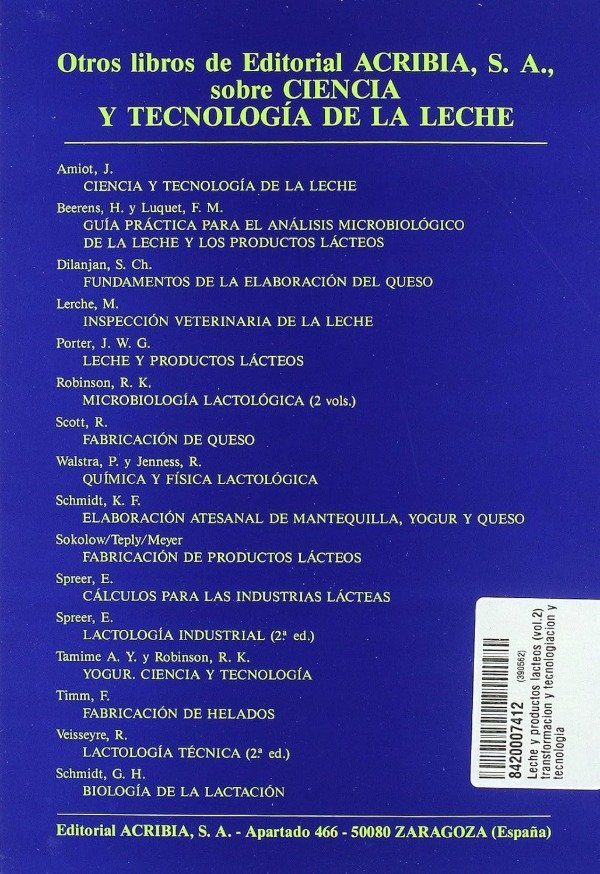 Otros libros de Editorial ACRIBIA, S. A.,
sobre CIENCIA
Y TECNOLOGÍA DE LA LECHE
Amiot, J.
CIENCIA Y TECNOLOGÍA DE LA LECHE
Beerens, H. y Luquet, F. M.
GUÍA PRÁCTICA PARA EL ANÁLISIS MICROBIOLÓGICO
DE LA LECHE Y LOS PRODUCTOS LÁCTEOS
Dilanjan, S. Ch.
FUNDAMENTOS DE LA ELABORACIÓN DEL QUESO
Lerche, M.
INSPECCIÓN VETERINARIA DE LA LECHE
Porter, J. W. G.
LECHE Y PRODUCTOS LÁCTEOS
Robinson, R. K.
MICROBIOLOGÍA LACTOLÓGICA (2 vols.)
Scott, R.
FABRICACIÓN DE QUESO
Walstra, P. y Jenness, R.
QUÍMICA Y FÍSICA LACTOLÓGICA
Schmidt, K. F.
ELABORACIÓN ATESANAL DE MANTEQUILLA, YOGUR Y QUESO
Sokolow/Teply/Meyer
FABRICACIÓN DE PRODUCTOS LÁCTEOS
Spreer, E.
CÁLCULOS PARA LAS INDUSTRIAS LÁCTEAS
Spreer, E.
LACTOLOGÍA INDUSTRIAL (2.ª ed.)
Tamime A. Y. y Robinson, R. K.
YOGUR. CIENCIA Y TECNOLOGÍA
Timm, F.
FABRICACIÓN DE HELADOS
Veisseyre, R.
LACTOLOGÍA TÉCNICA (2.ª ed.)
Schmidt, G. H.
BIOLOGÍA DE LA LACTACIÓN
Editorial ACRIBIA, S. A. - Apartado 466 - 50080 ZARAGOZA (España)
8420007412
(390562)
Leche y productos lacteos (vol.2)
transformacion y tecnologiacion y
tecnología